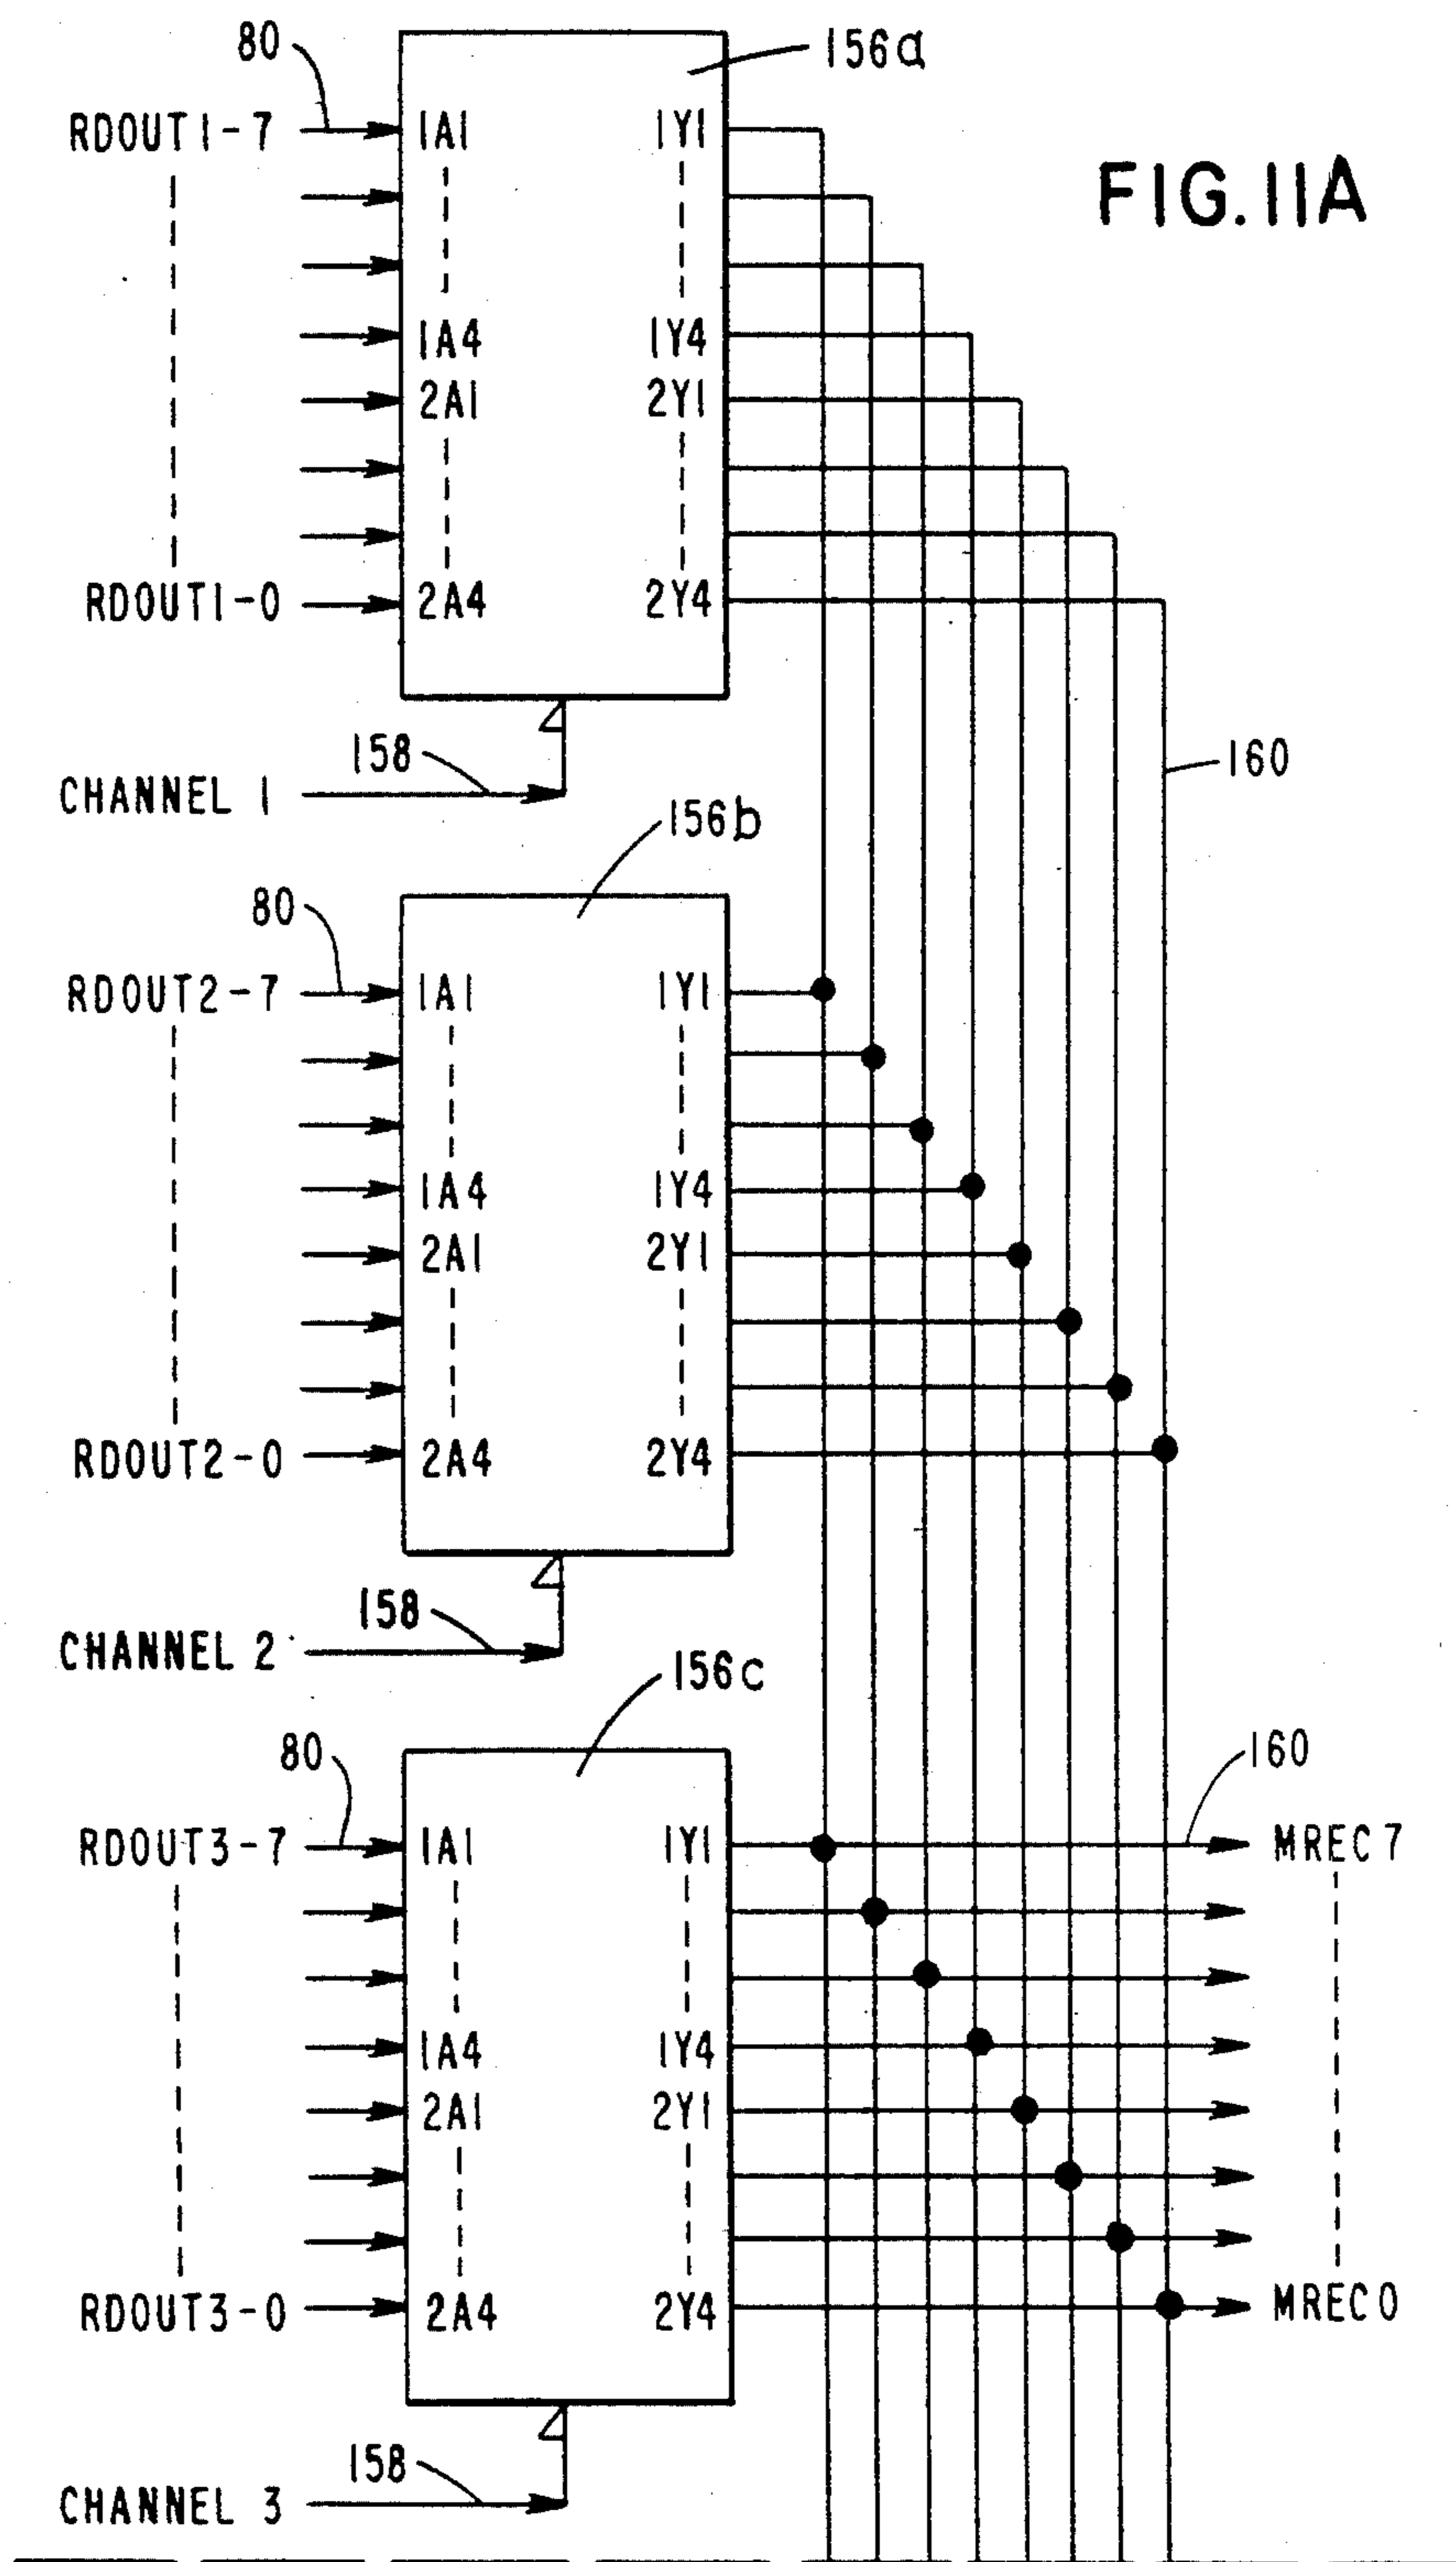 80
156a
RDOUT1-7
1A1
1Y1
FIG.11A
1A4
1Y4
2A1
2Y1
RDOUT1-0
2A4
2Y4
158
160
CHANNEL 1
156b
80
RDOUT2-7
1A1
1Y1
1A4
1Y4
2A1
2Y1
RDOUT2-0
2A4
2Y4
158
CHANNEL 2
156c
80
160
RDOUT3-7
1A1
1Y1
MREC7
1A4
1Y4
2A1
2Y1
RDOUT3-0
2A4
2Y4
MREC0
158
CHANNEL 3